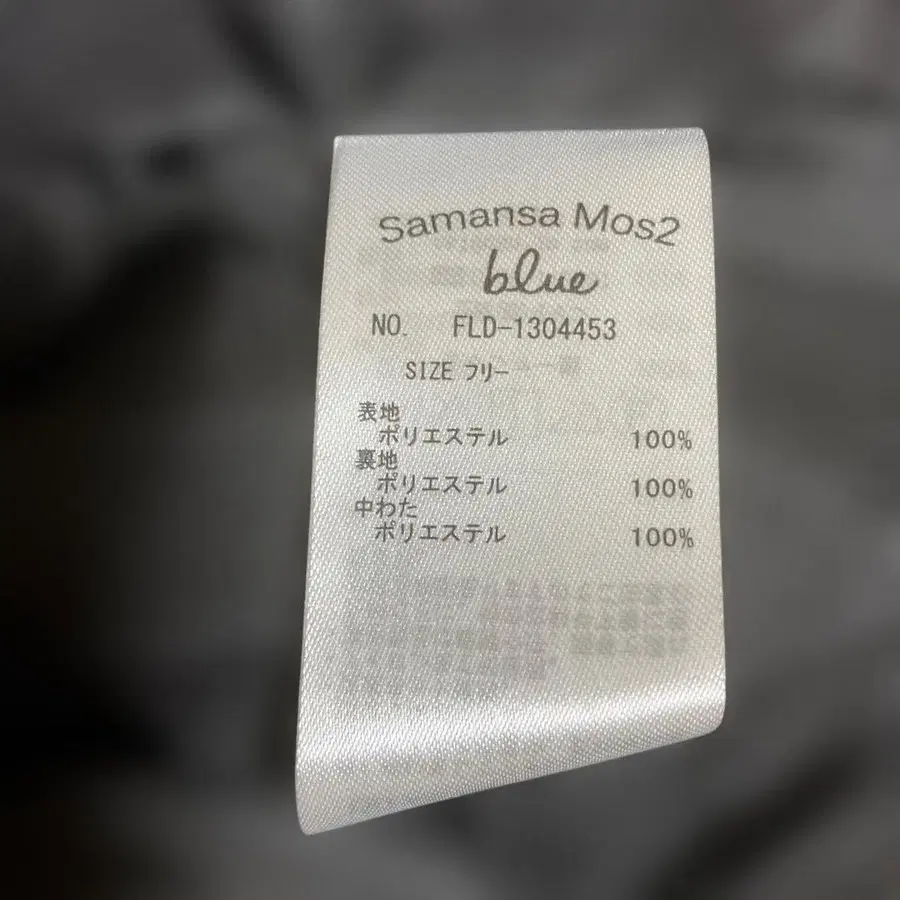 Samansa Mos2
blue
NO. FLD-1304453
SIZE フリー
表地
ポリエステル 100%
裏地
ポリエステル 100%
中わた
ポリエステル 100%